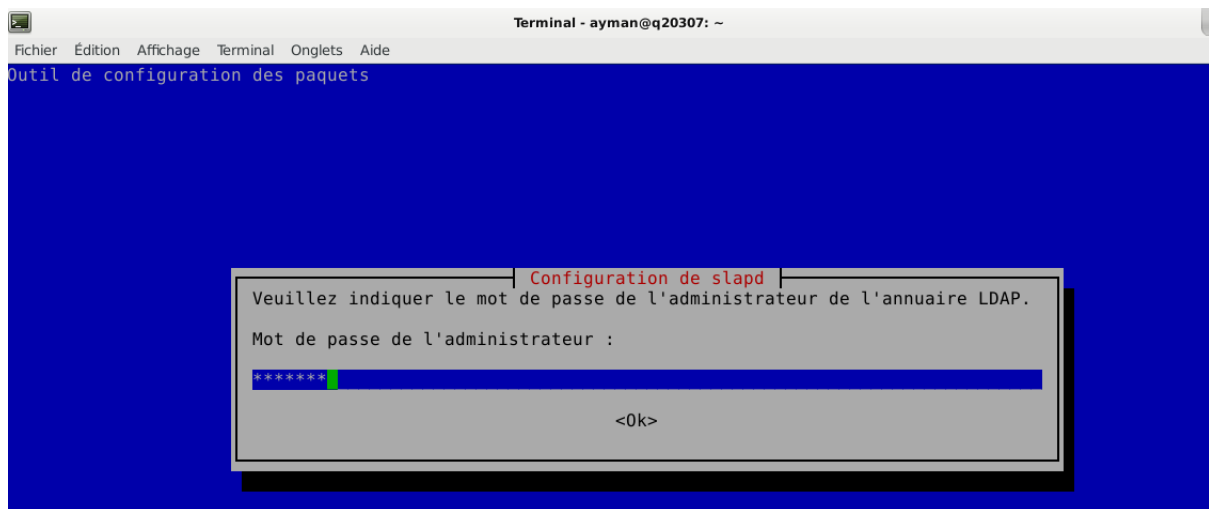 Terminal - ayman@q20307: ~
Fichier Édition Affichage Terminal Onglets Aide
Outil de configuration des paquets
Configuration de slapd
Veuillez indiquer le mot de passe de l'administrateur de l'annuaire LDAP.
Mot de passe de l'administrateur :
*******
<Ok>